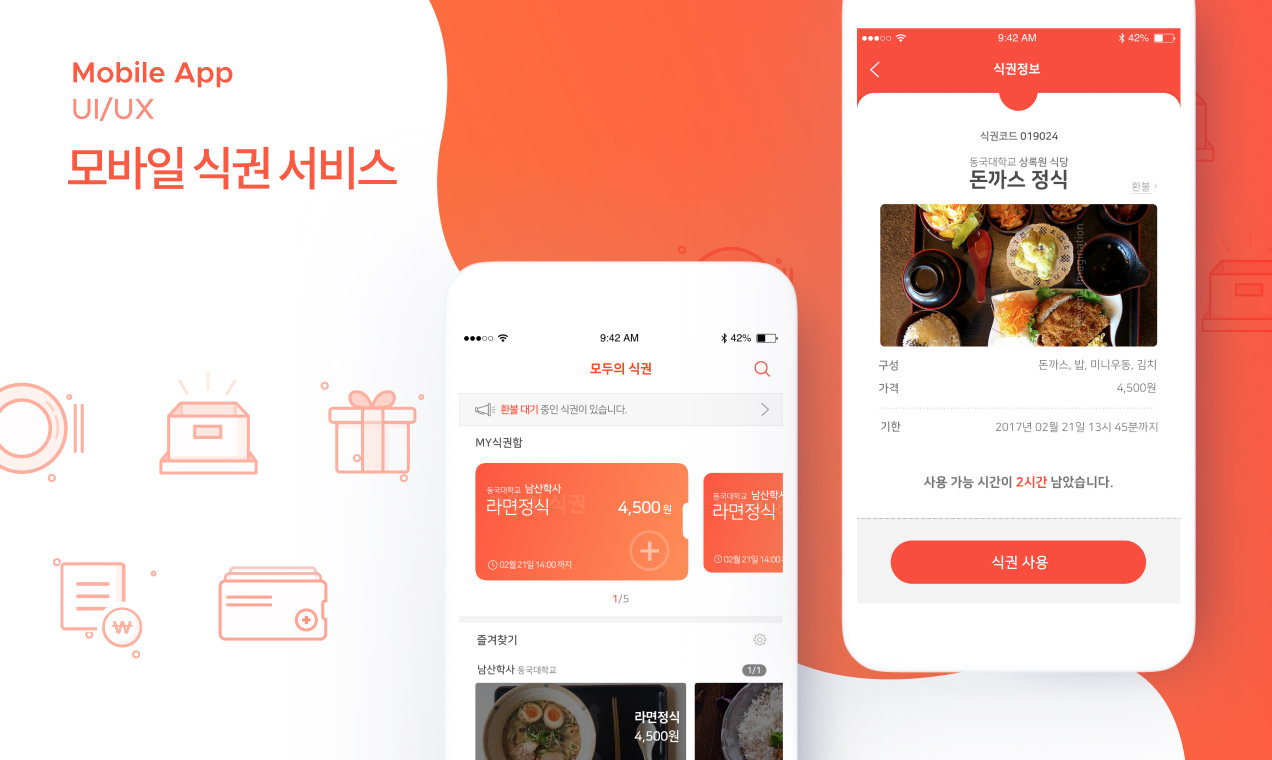 Mobile App
UI/UX
모바일 식권 서비스
9:42 AM
42%
모두의 식권
환불 대기 중인 식권이 있습니다.
MY식권함
동국대학교 남산학사
라면정식
식권
4,500 원
02월 21일 14:00 까지
동국대학교 남산학사
라면정식
02월 21일 14:00
1/5
즐겨찾기
남산학사 동국대학교
1/1
라면정식
4,500원
9:42 AM
42%
식권정보
식권코드 019024
동국대학교 상록원 식당
돈까스 정식
환불
구성
돈까스, 밥, 미니우동, 김치
가격
4,500원
기한
2017년 02월 21일 13시 45분까지
사용 가능 시간이 2시간 남았습니다.
식권 사용
₩